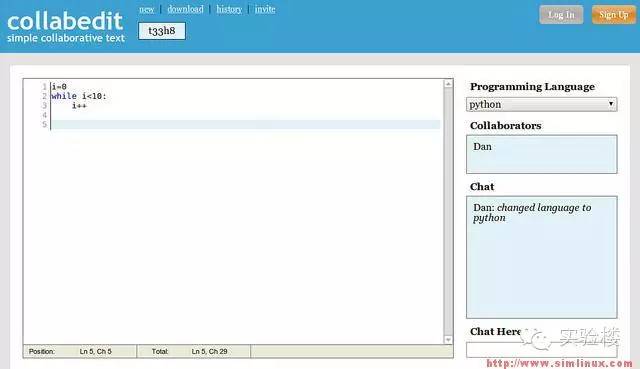 collabedit
simple collaborative text
new | download | history | invite
t33h8
Log In
Sign Up
1 i=0
2 while i<10:
3 i++
4
5
Position: Ln 5, Ch 5 Total: Ln 5, Ch 29
Programming Language
python
Collaborators
Dan
Chat
Dan: changed language to
python
Chat Here
实验楼
http://www.simlinux.com